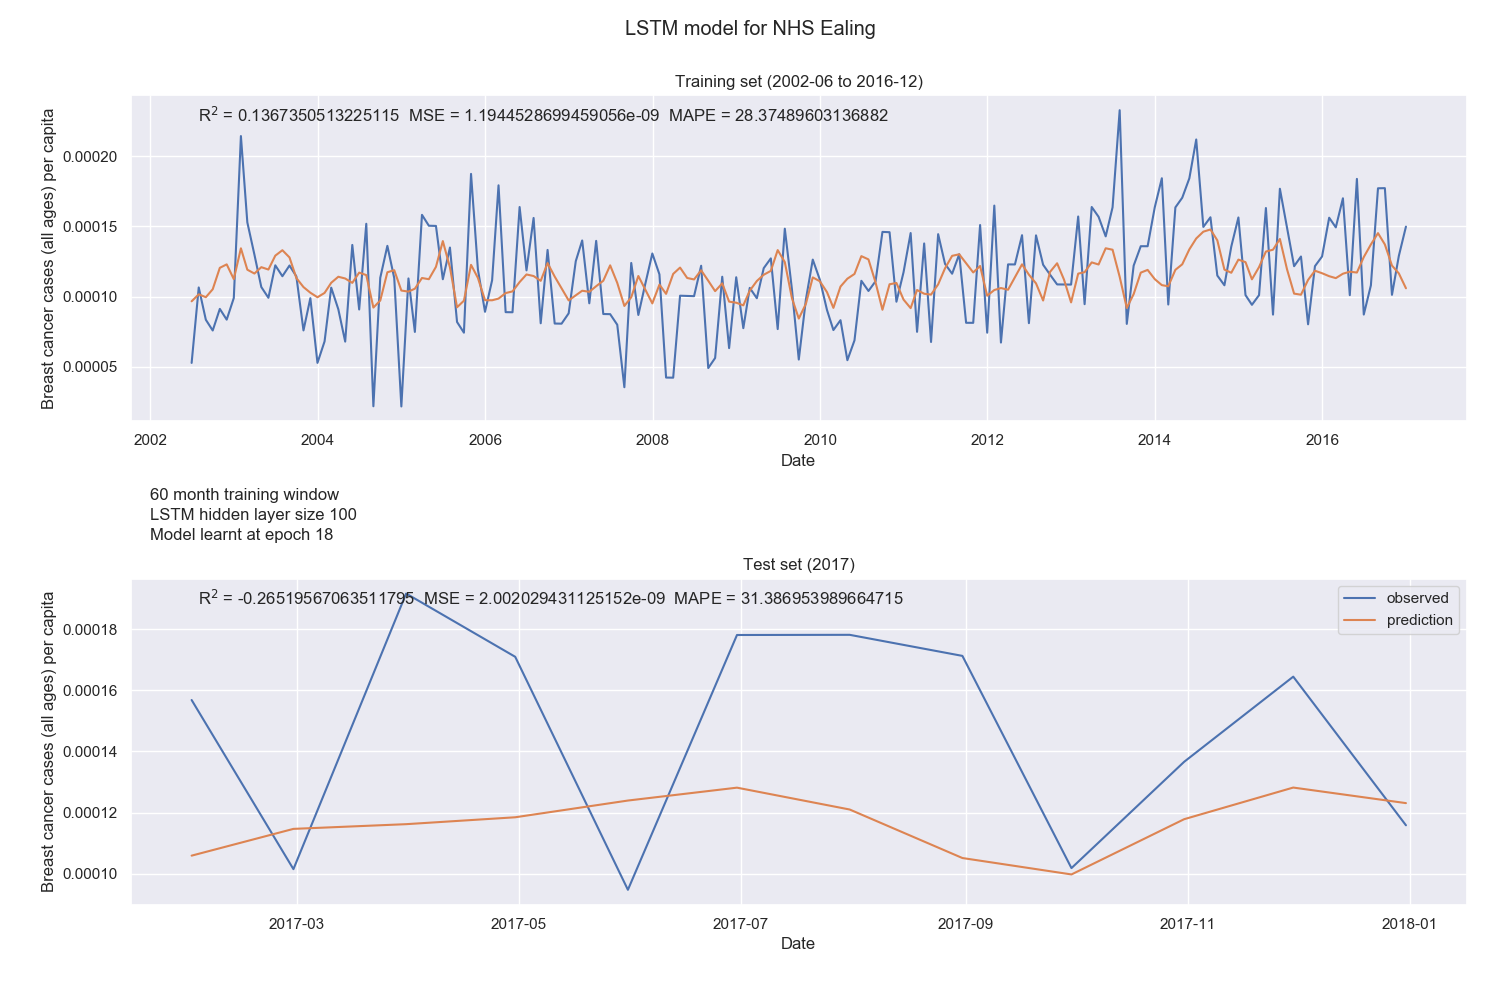 LSTM model for NHS Ealing
Training set (2002-06 to 2016-12)
R² = 0.1367350513225115 MSE = 1.1944528699459056e-09 MAPE = 28.37489603136882
Breast cancer cases (all ages) per capita
0.00020
0.00015
0.00010
0.00005
2002 2004 2006 2008 2010 2012 2014 2016
Date
60 month training window
LSTM hidden layer size 100
Model learnt at epoch 18
Test set (2017)
R² = -0.26519567063511795 MSE = 2.002029431125152e-09 MAPE = 31.386953989664715
observed
prediction
Breast cancer cases (all ages) per capita
0.00018
0.00016
0.00014
0.00012
0.00010
2017-03 2017-05 2017-07 2017-09 2017-11 2018-01
Date